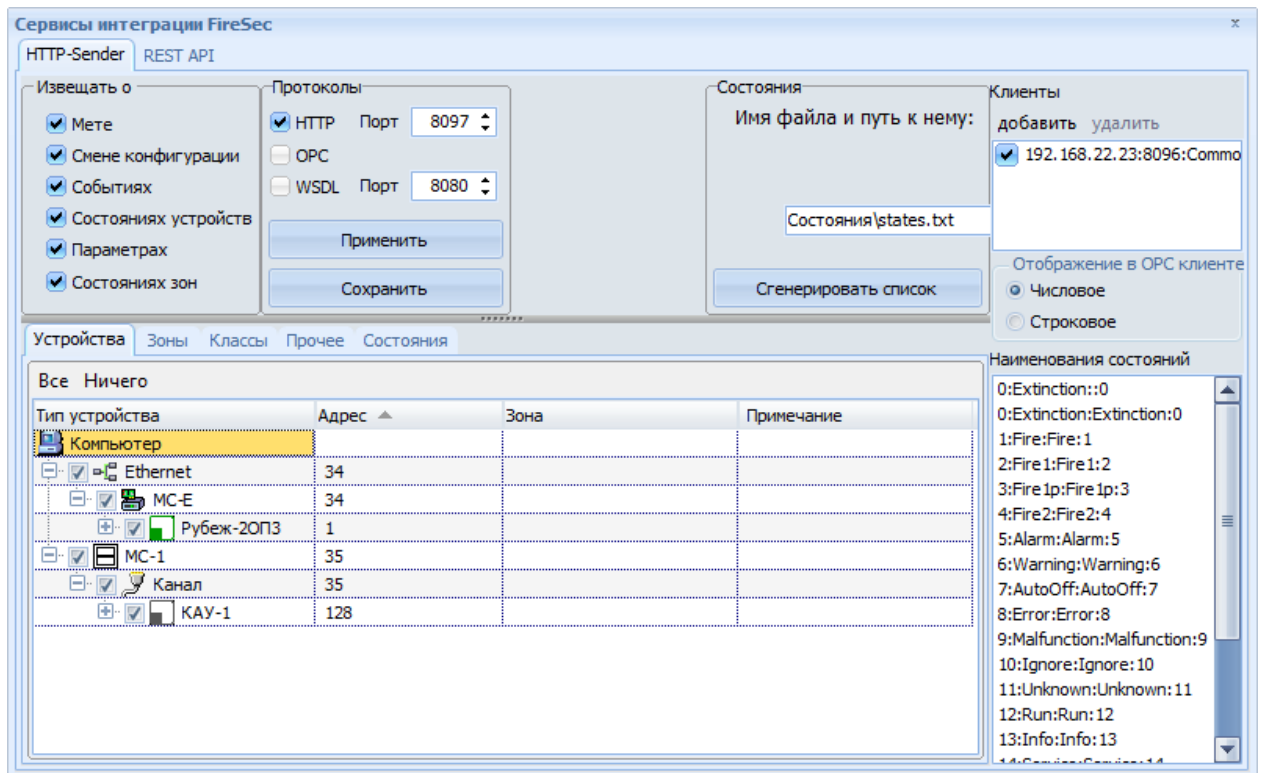 Сервисы интеграции FireSec
x
HTTP-Sender REST API
Извещать о
Мете
Смене конфигурации
Событиях
Состояниях устройств
Параметрах
Состояниях зон
Протоколы
HTTP Порт 8097
OPC
WSDL Порт 8080
Применить
Сохранить
Состояния
Имя файла и путь к нему:
Состояния\states.txt
Сгенерировать список
Клиенты
добавить удалить
192.168.22.23:8096:Commo
Отображение в OPC клиенте
Числовое
Строковое
Устройства Зоны Классы Прочее Состояния
Все Ничего
Тип устройства Адрес Зона Примечание
Компьютер
Ethernet 34
МС-Е 34
Рубеж-2ОП3 1
МС-1 35
Канал 35
КАУ-1 128
Наименования состояний
0:Extinction::0
0:Extinction:Extinction:0
1:Fire:Fire:1
2:Fire1:Fire1:2
3:Fire1p:Fire1p:3
4:Fire2:Fire2:4
5:Alarm:Alarm:5
6:Warning:Warning:6
7:AutoOff:AutoOff:7
8:Error:Error:8
9:Malfunction:Malfunction:9
10:Ignore:Ignore:10
11:Unknown:Unknown:11
12:Run:Run:12
13:Info:Info:13
14:Service:Service:14